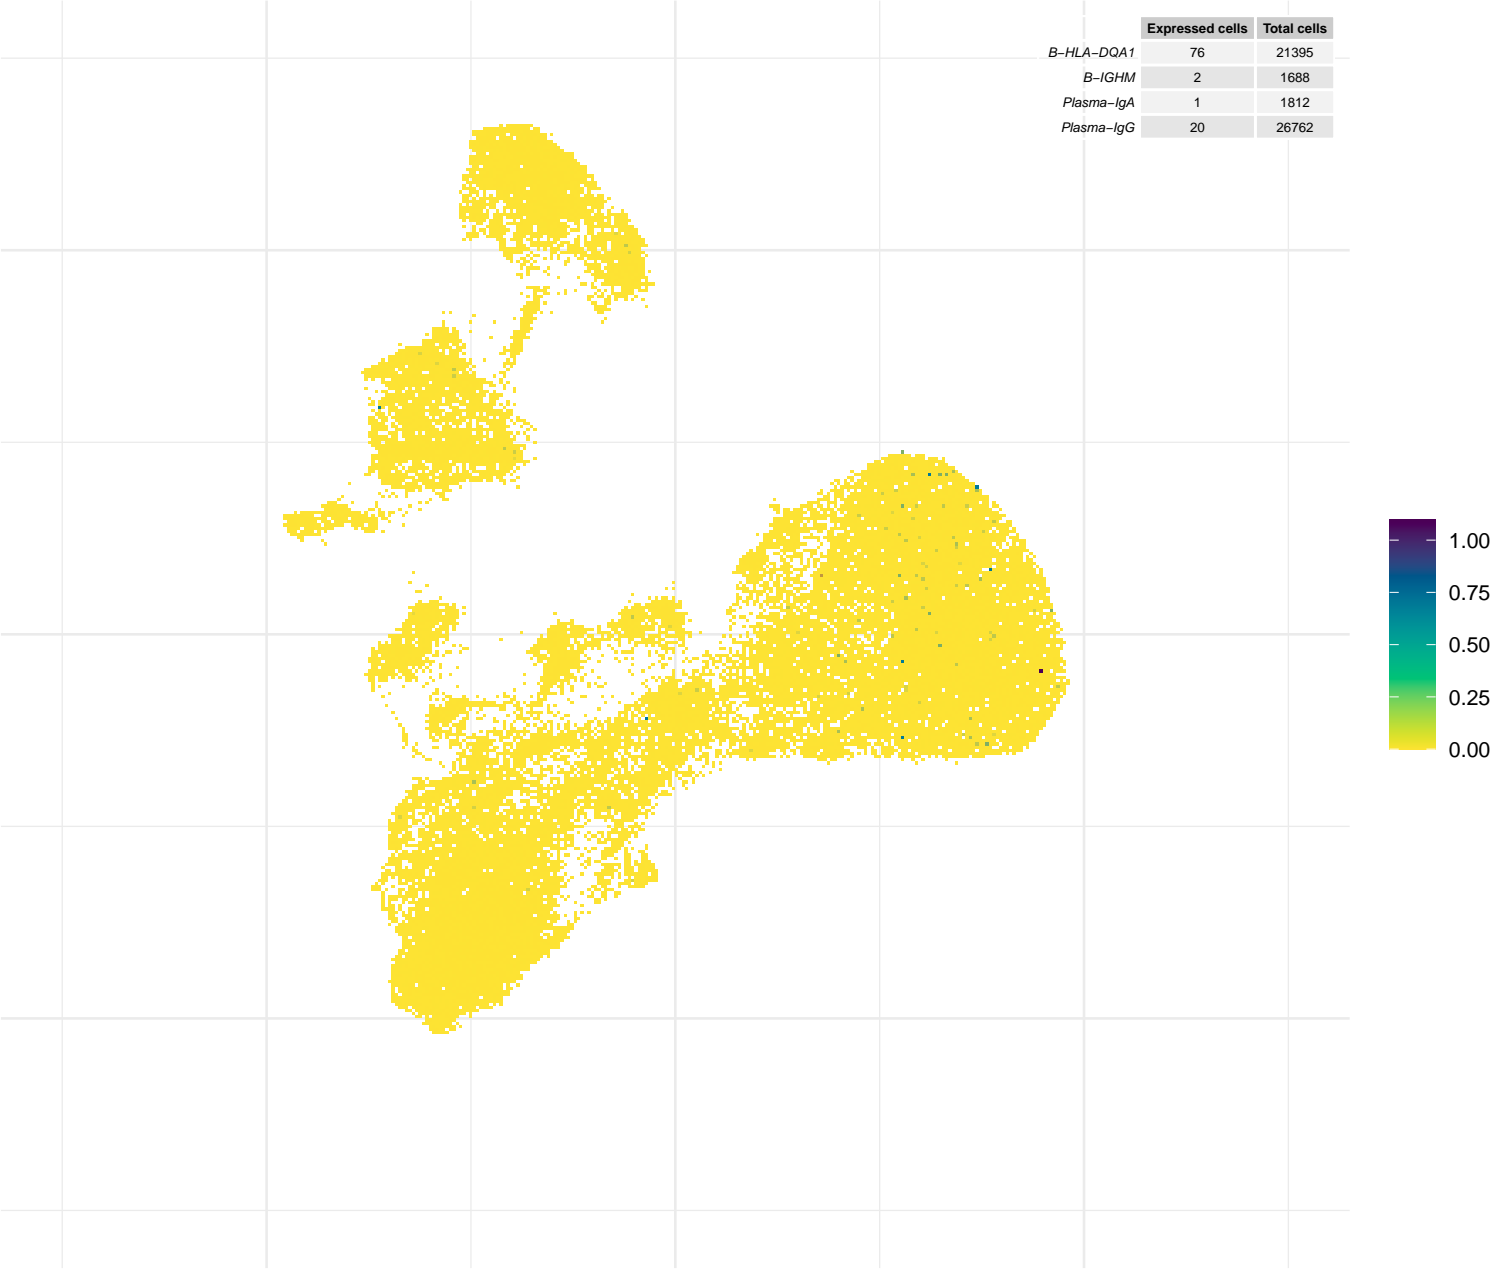 Expressed cells Total cells
B−HLA−DQA1 76 21395
B−IGHM 2 1688
Plasma−IgA 1 1812
Plasma−IgG 20 26762
1.00
0.75
0.50
0.25
0.00